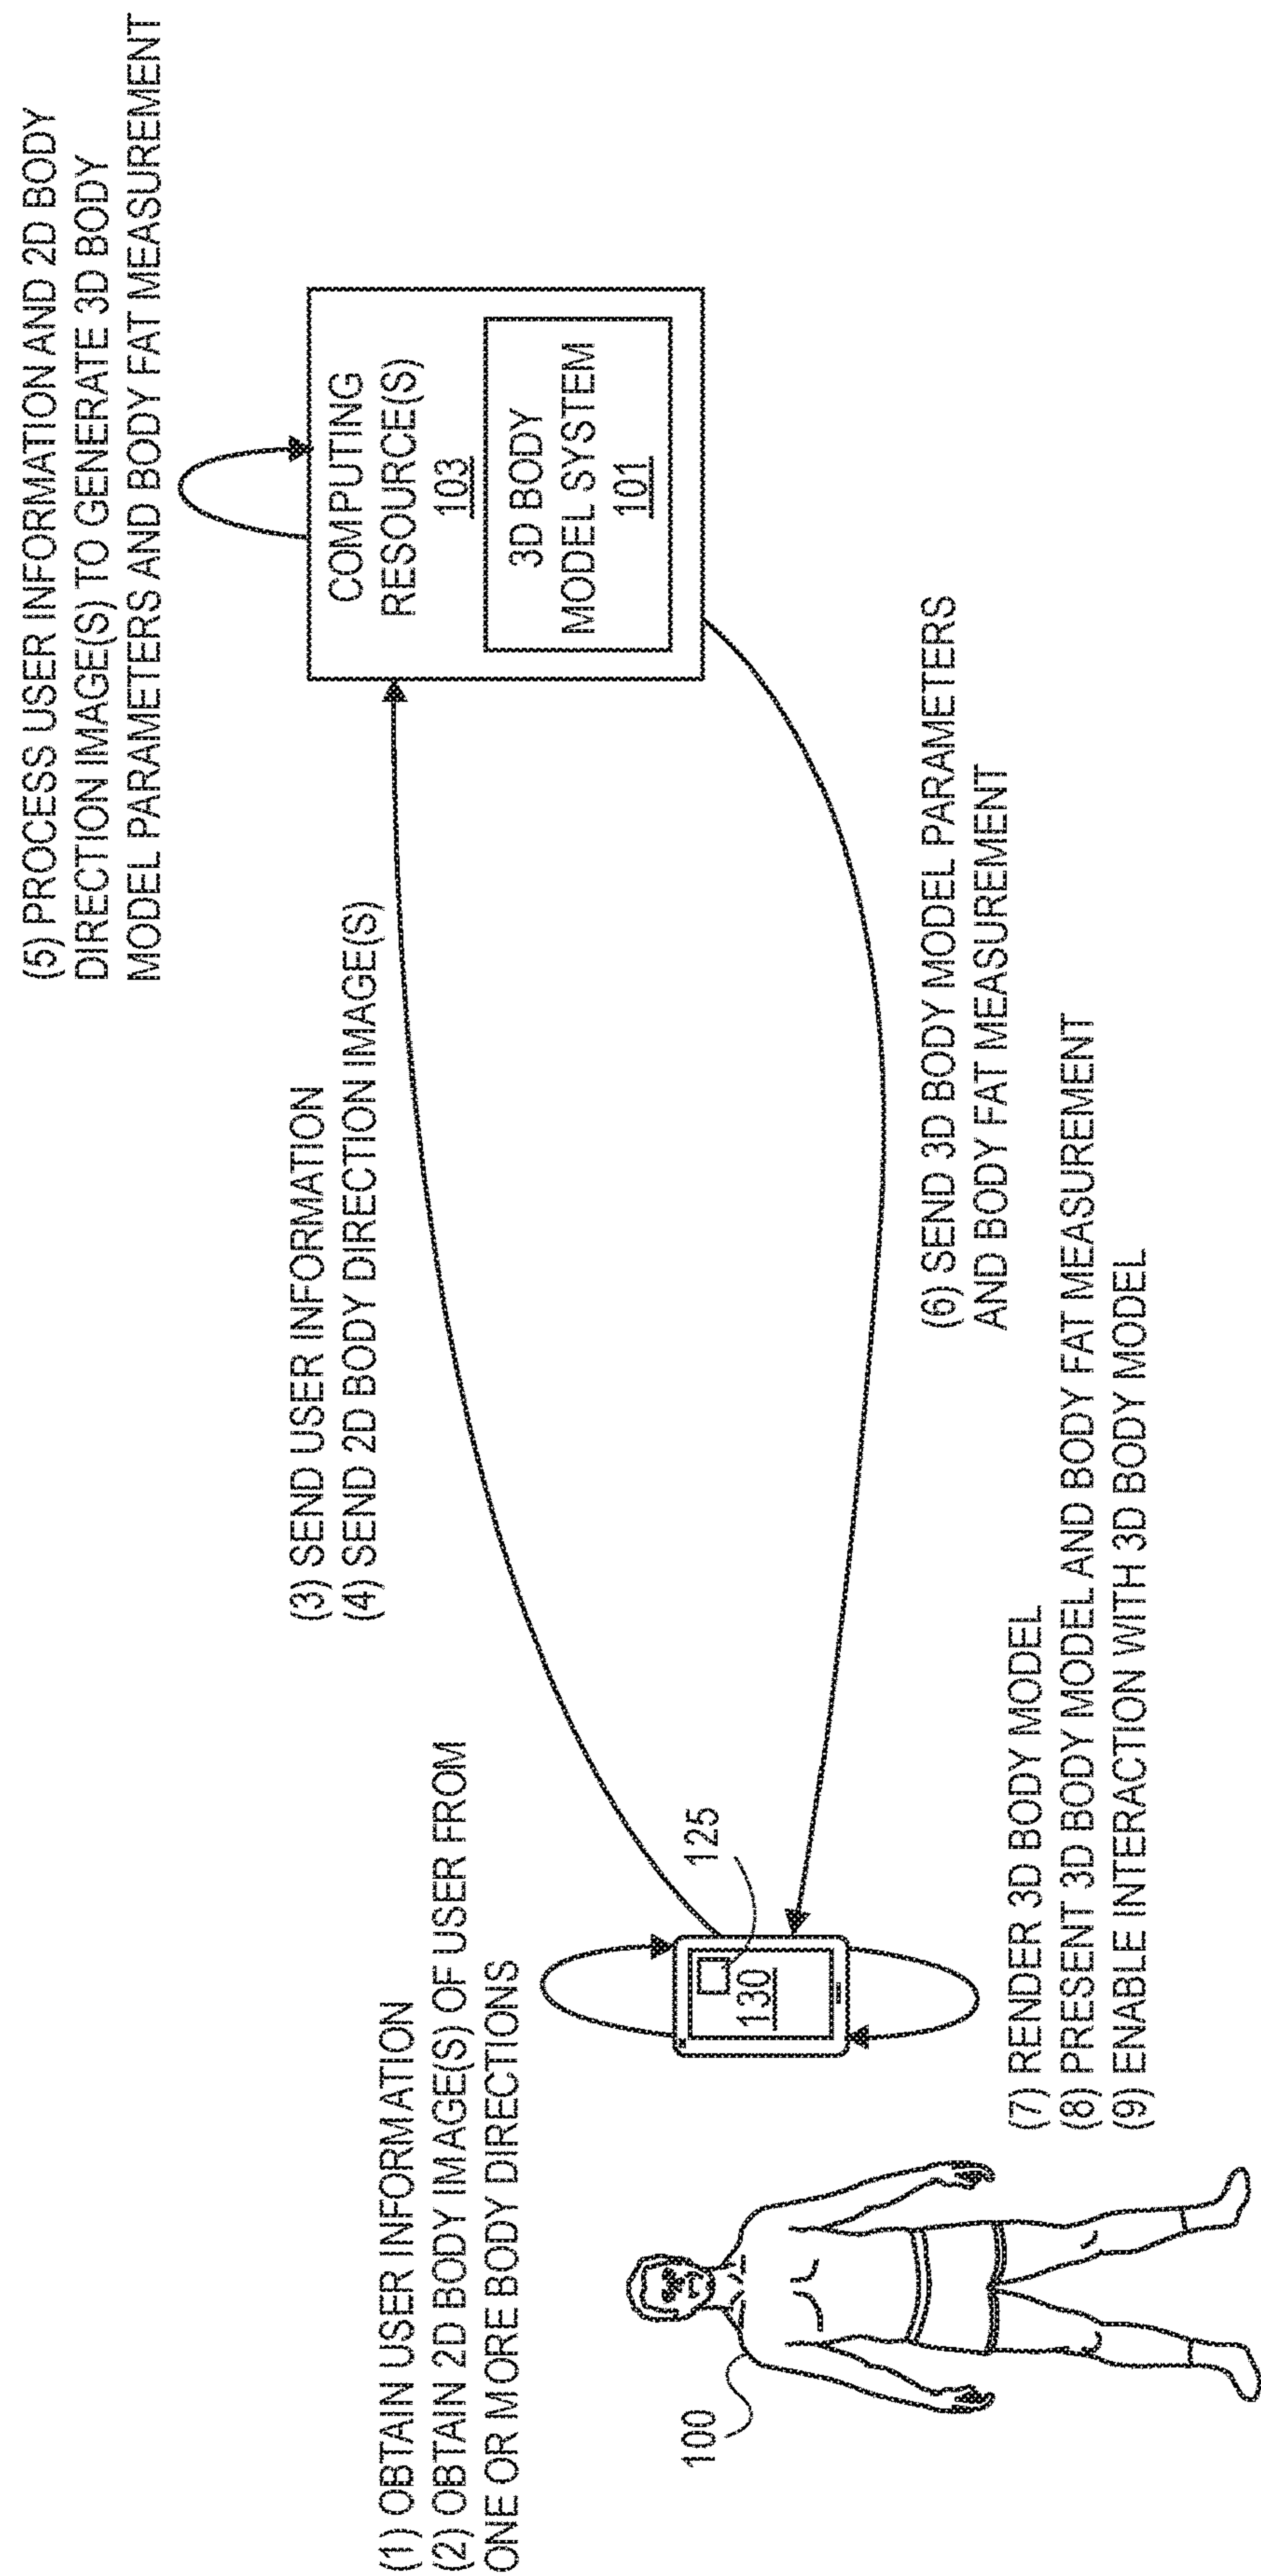 (1) OBTAIN USER INFORMATION
(2) OBTAIN 2D BODY IMAGE(S) OF USER FROM
ONE OR MORE BODY DIRECTIONS
(3) SEND USER INFORMATION
(4) SEND 2D BODY DIRECTION IMAGE(S)
(5) PROCESS USER INFORMATION AND 2D BODY
DIRECTION IMAGE(S) TO GENERATE 3D BODY
MODEL PARAMETERS AND BODY FAT MEASUREMENT
COMPUTING
RESOURCE(S)
103
3D BODY
MODEL SYSTEM
101
100
125
130
(6) SEND 3D BODY MODEL PARAMETERS
AND BODY FAT MEASUREMENT
(7) RENDER 3D BODY MODEL
(8) PRESENT 3D BODY MODEL AND BODY FAT MEASUREMENT
(9) ENABLE INTERACTION WITH 3D BODY MODEL